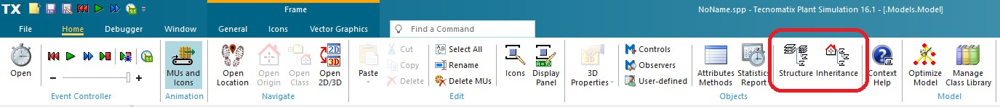 TX
Frame
NoName.spp - Tecnomatix Plant Simulation 16.1 - [.Models.Model]
File
Home
Debugger
Window
General
Icons
Vector Graphics
Find a Command
Open
MUs and
Icons
Open
Location
Open
Origin
Open
Class
2D
3D
Open
2D/3D
Paste
Cut
Copy
Delete
Select All
Rename
Delete MUs
Icons
Display
Panel
3D
3D
Properties
Controls
Observers
User-defined
Attributes
Methods
Statistics
Report
Structure
Inheritance
Context
Help
Optimize
Model
Manage
Class Library
Event Controller
Animation
Navigate
Edit
Objects
Model